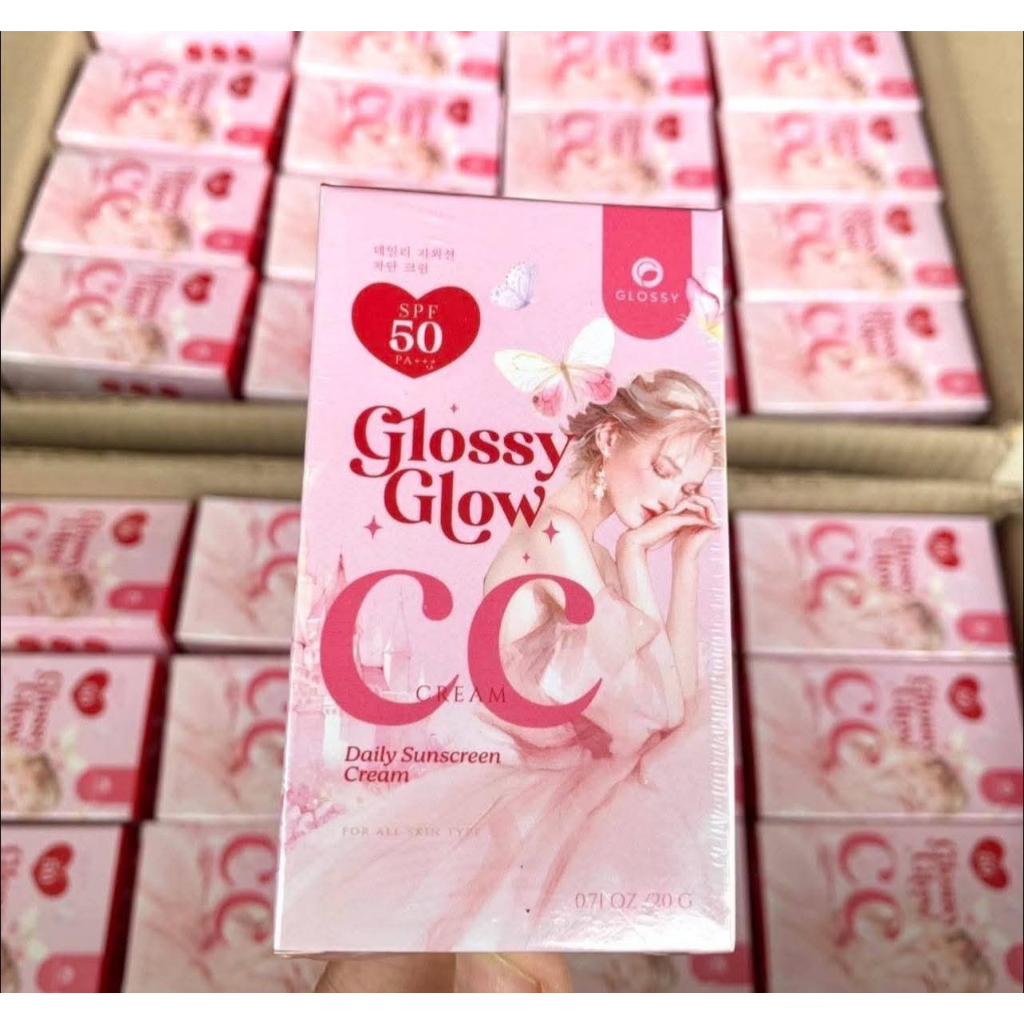 데일리 자외선
차단 크림
GLOSSY
SPF
50
PA+++
Glossy
Glow
CC
CREAM
Daily Sunscreen
Cream
FOR ALL SKIN TYPE
0.71 OZ /20 G